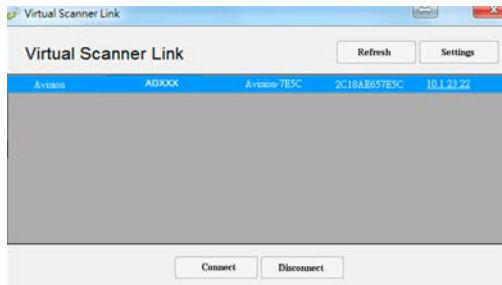 Virtual Scanner Link
Virtual Scanner Link Refresh Settings
Avision ADXXX Avision-7E5C 2C18AE657E5C 10.1.23.22
Connect Disconnect